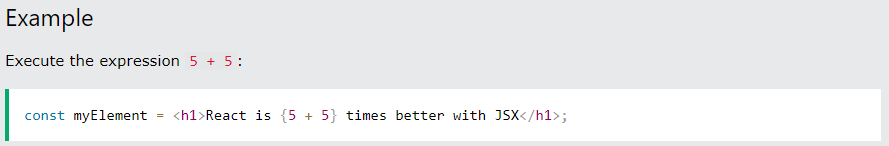 Example
Execute the expression 5 + 5:
const myElement = <h1>React is {5 + 5} times better with JSX</h1>;